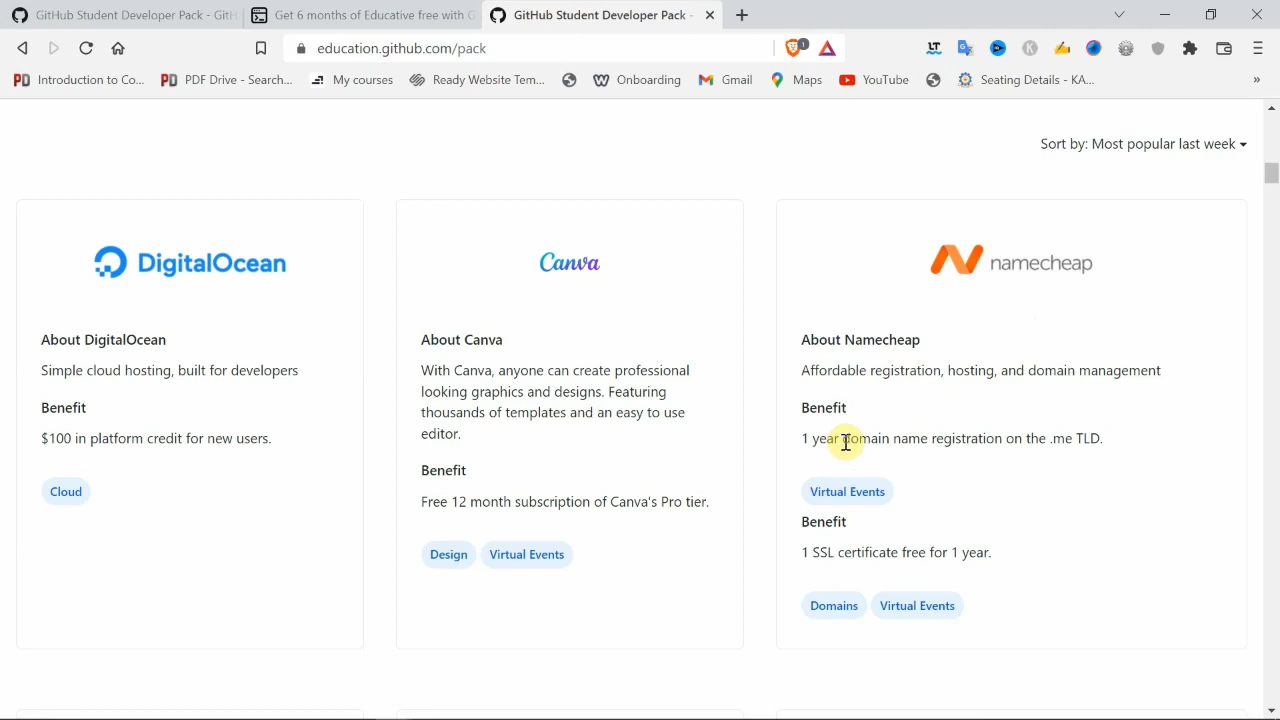 GitHub Student Developer Pack - GitH
Get 6 months of Educative free with G
GitHub Student Developer Pack -
education.github.com/pack
1
LT
K
PD Introduction to Co...
PD PDF Drive - Search...
My courses
Ready Website Tem...
W Onboarding
Gmail
Maps
YouTube
Seating Details - KA...
»
Sort by: Most popular last week
DigitalOcean
About DigitalOcean
Simple cloud hosting, built for developers
Benefit
$100 in platform credit for new users.
Cloud
Canva
About Canva
With Canva, anyone can create professional
looking graphics and designs. Featuring
thousands of templates and an easy to use
editor.
Benefit
Free 12 month subscription of Canva's Pro tier.
Design Virtual Events
namecheap
About Namecheap
Affordable registration, hosting, and domain management
Benefit
1 year domain name registration on the .me TLD.
Virtual Events
Benefit
1 SSL certificate free for 1 year.
Domains Virtual Events